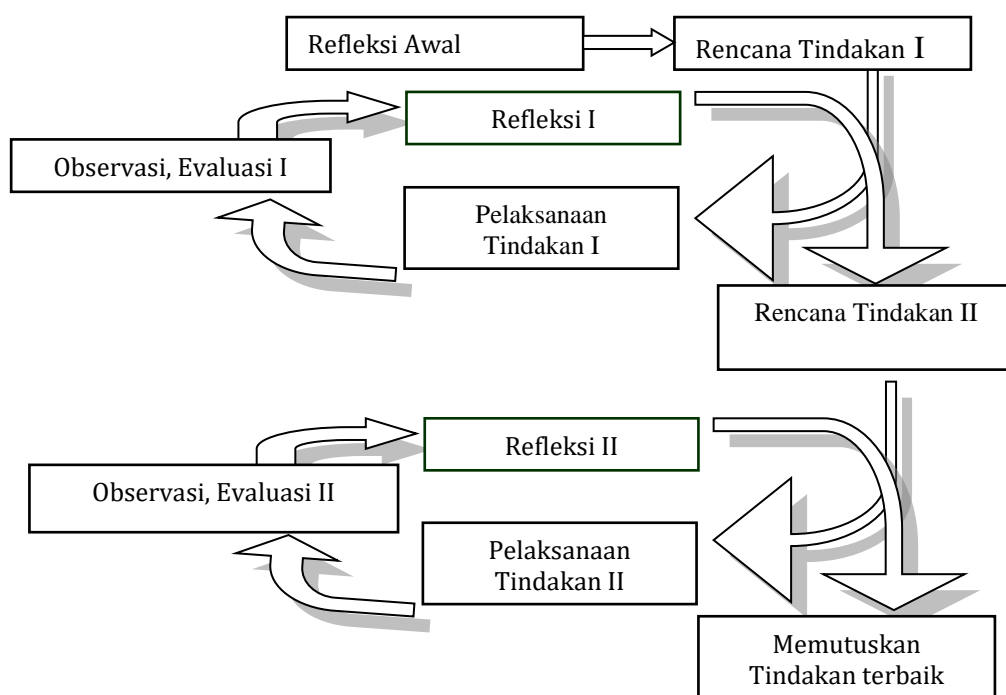 Refleksi Awal
Rencana Tindakan I
Refleksi I
Observasi, Evaluasi I
Pelaksanaan
Tindakan I
Rencana Tindakan II
Refleksi II
Observasi, Evaluasi II
Pelaksanaan
Tindakan II
Memutuskan
Tindakan terbaik